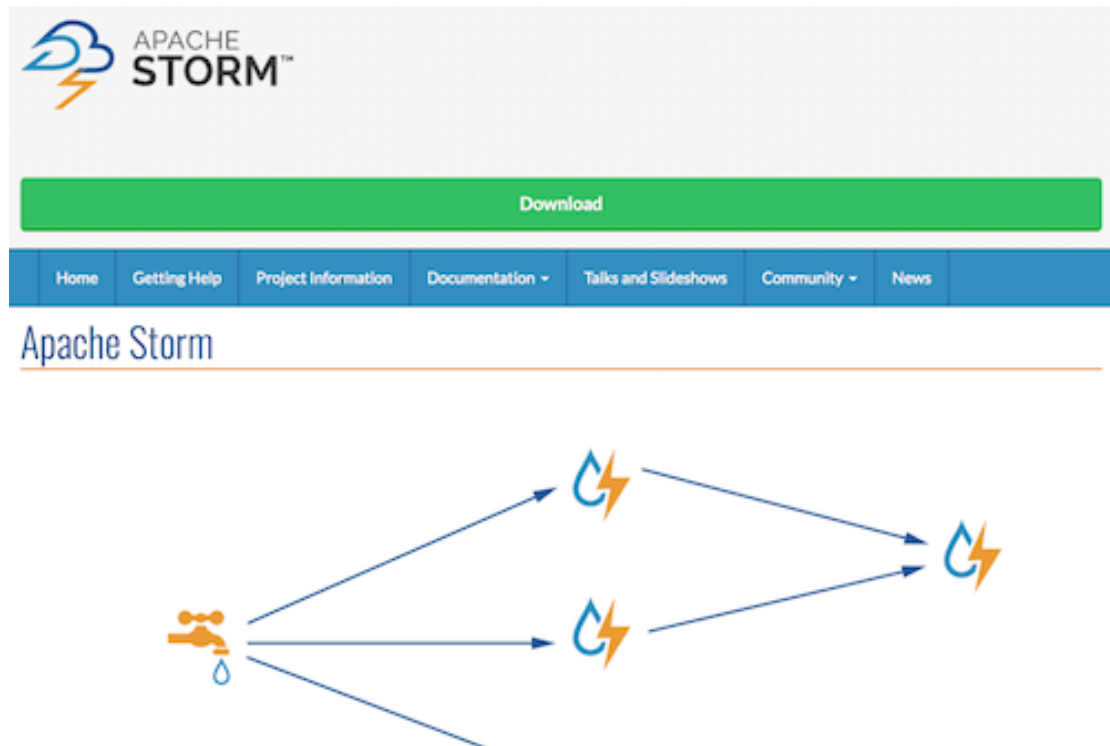 APACHE
STORM™
Download
Home Getting Help Project Information Documentation Talks and Slideshows Community News
Apache Storm